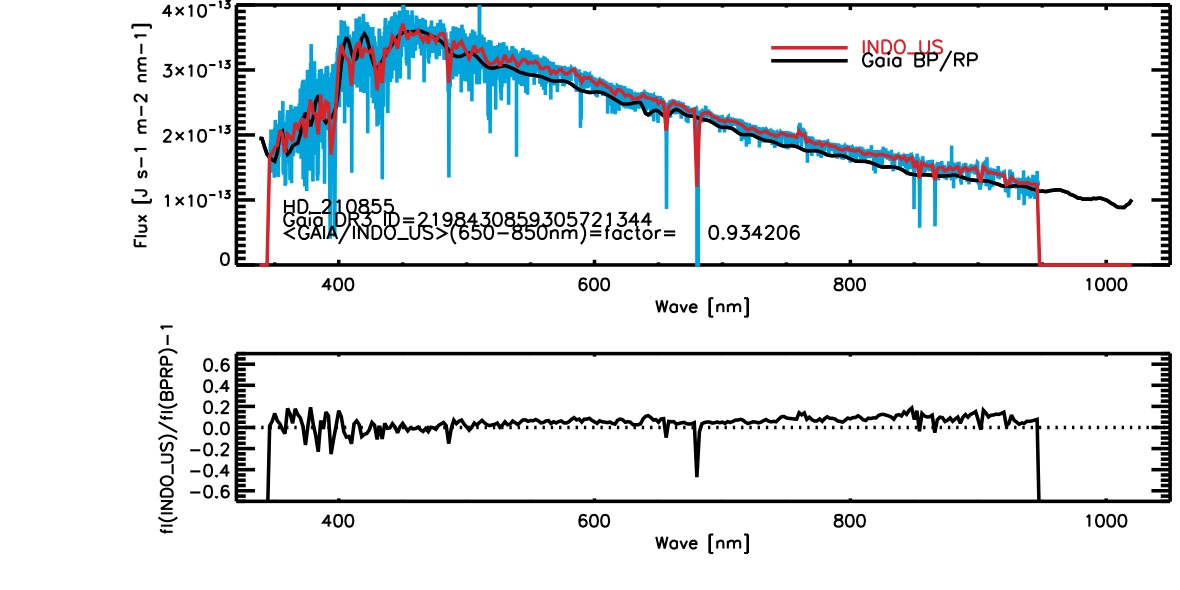 4×10−13
3×10−13
2×10−13
1×10−13
0
Flux [J s−1 m−2 nm−1]
INDO_US
Gaia BP/RP
HD_210855
Gaia DR3 ID=2198430859305721344
<GAIA/INDO_US>(650−850nm)=factor= 0.934206
400 600 800 1000
Wave [nm]
fl(INDO_US)/fl(BPRP)−1
0.6
0.4
0.2
0.0
−0.2
−0.4
−0.6
400 600 800 1000
Wave [nm]